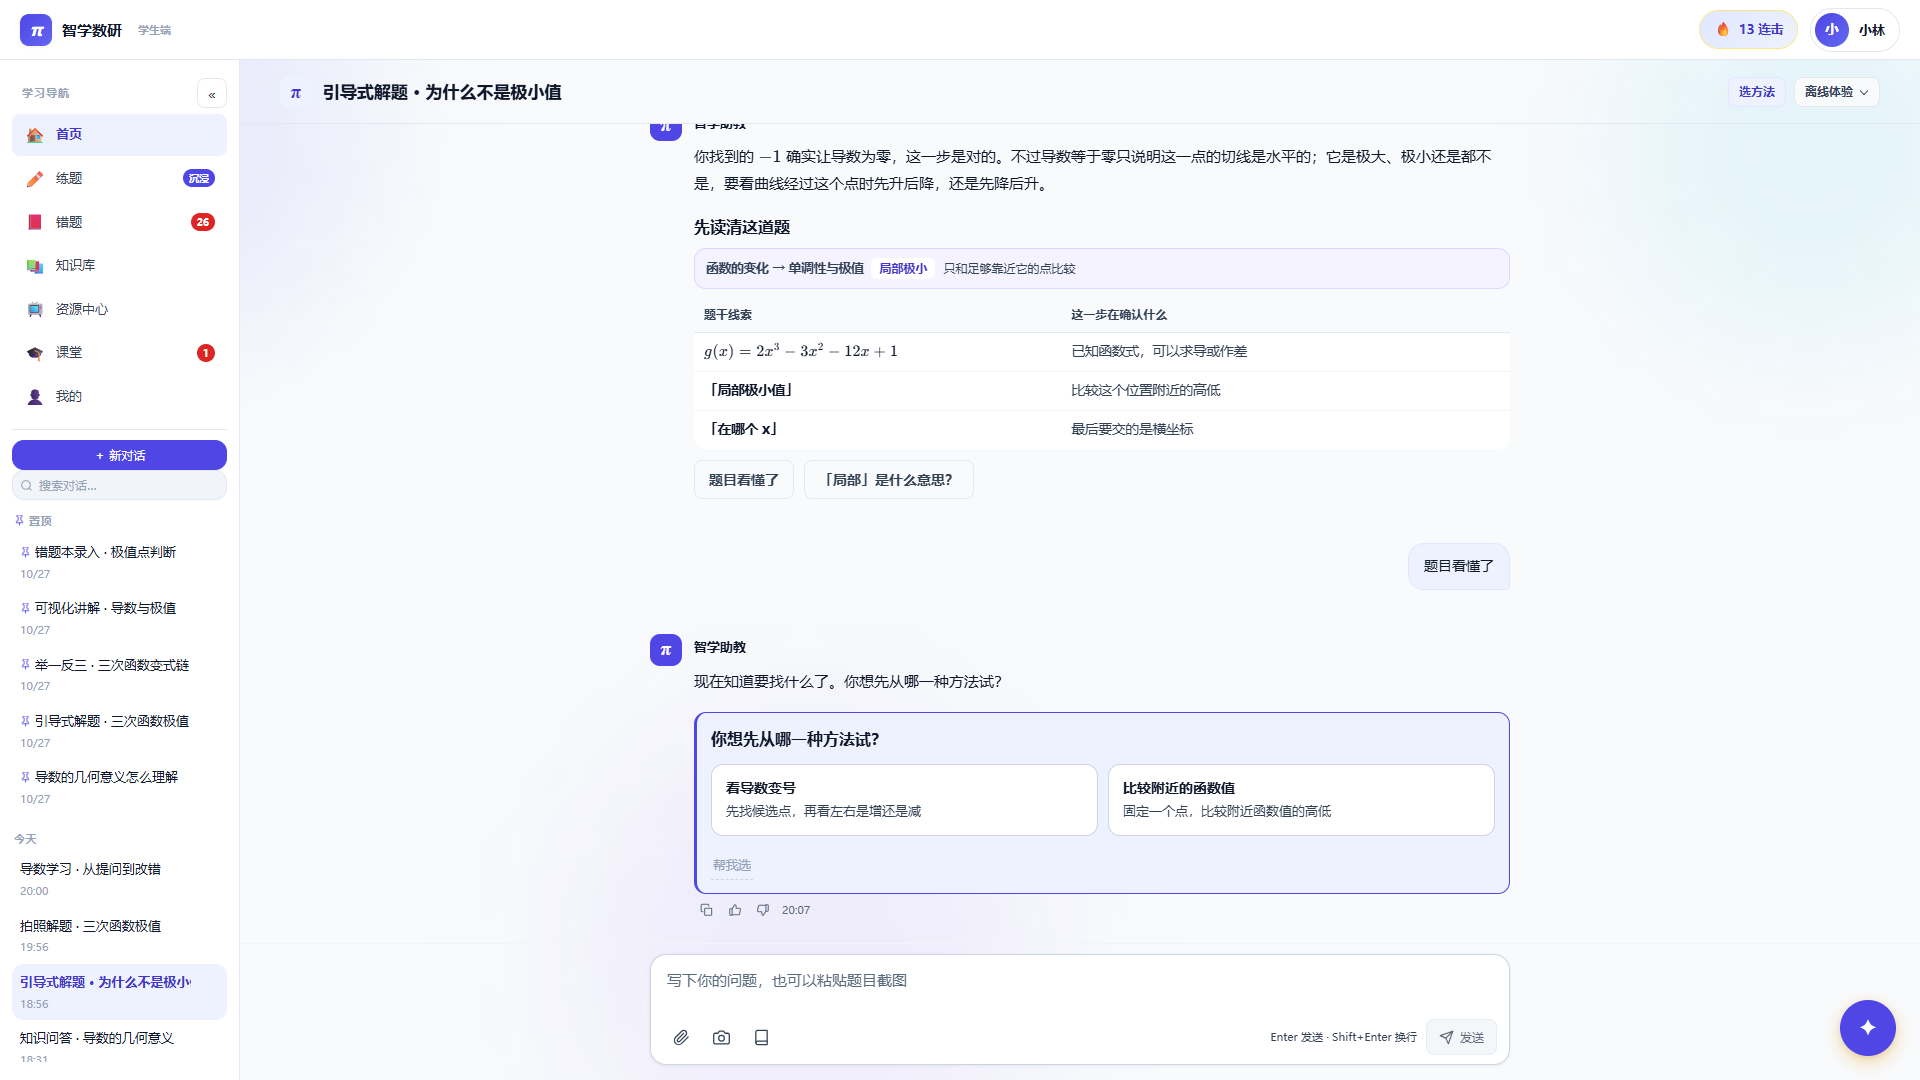 π 智学数研 学生端
🔥 13 连击
小 小林
学习导航 «
首页
练题 沉浸
错题 26
知识库
资源中心
课堂 1
我的
+ 新对话
搜索对话...
置顶
错题本录入 · 极值点判断
10/27
可视化讲解 · 导数与极值
10/27
举一反三 · 三次函数变式链
10/27
引导式解题 · 三次函数极值
10/27
导数的几何意义怎么理解
10/27
今天
导数学习 · 从提问到改错
20:00
拍照解题 · 三次函数极值
19:56
引导式解题 • 为什么不是极小
18:56
知识问答 · 导数的几何意义
18:31
π 引导式解题 • 为什么不是极小值
选方法 离线体验
π 智学助教
你找到的 −1 确实让导数为零，这一步是对的。不过导数等于零只说明这一点的切线是水平的；它是极大、极小还是都不
是，要看曲线经过这个点时先升后降，还是先降后升。
先读清这道题
函数的变化 → 单调性与极值 局部极小 只和足够靠近它的点比较
题干线索 这一步在确认什么
g(x) = 2x³ − 3x² − 12x + 1 已知函数式，可以求导或作差
「局部极小值」 比较这个位置附近的高低
「在哪个 x」 最后要交的是横坐标
题目看懂了 「局部」是什么意思？
题目看懂了
π 智学助教
现在知道要找什么了。你想先从哪一种方法试？
你想先从哪一种方法试？
看导数变号
先找候选点，再看左右是增还是减
比较附近的函数值
固定一个点，比较附近函数值的高低
帮我选
20:07
写下你的问题，也可以粘贴题目截图
Enter 发送 · Shift+Enter 换行 发送